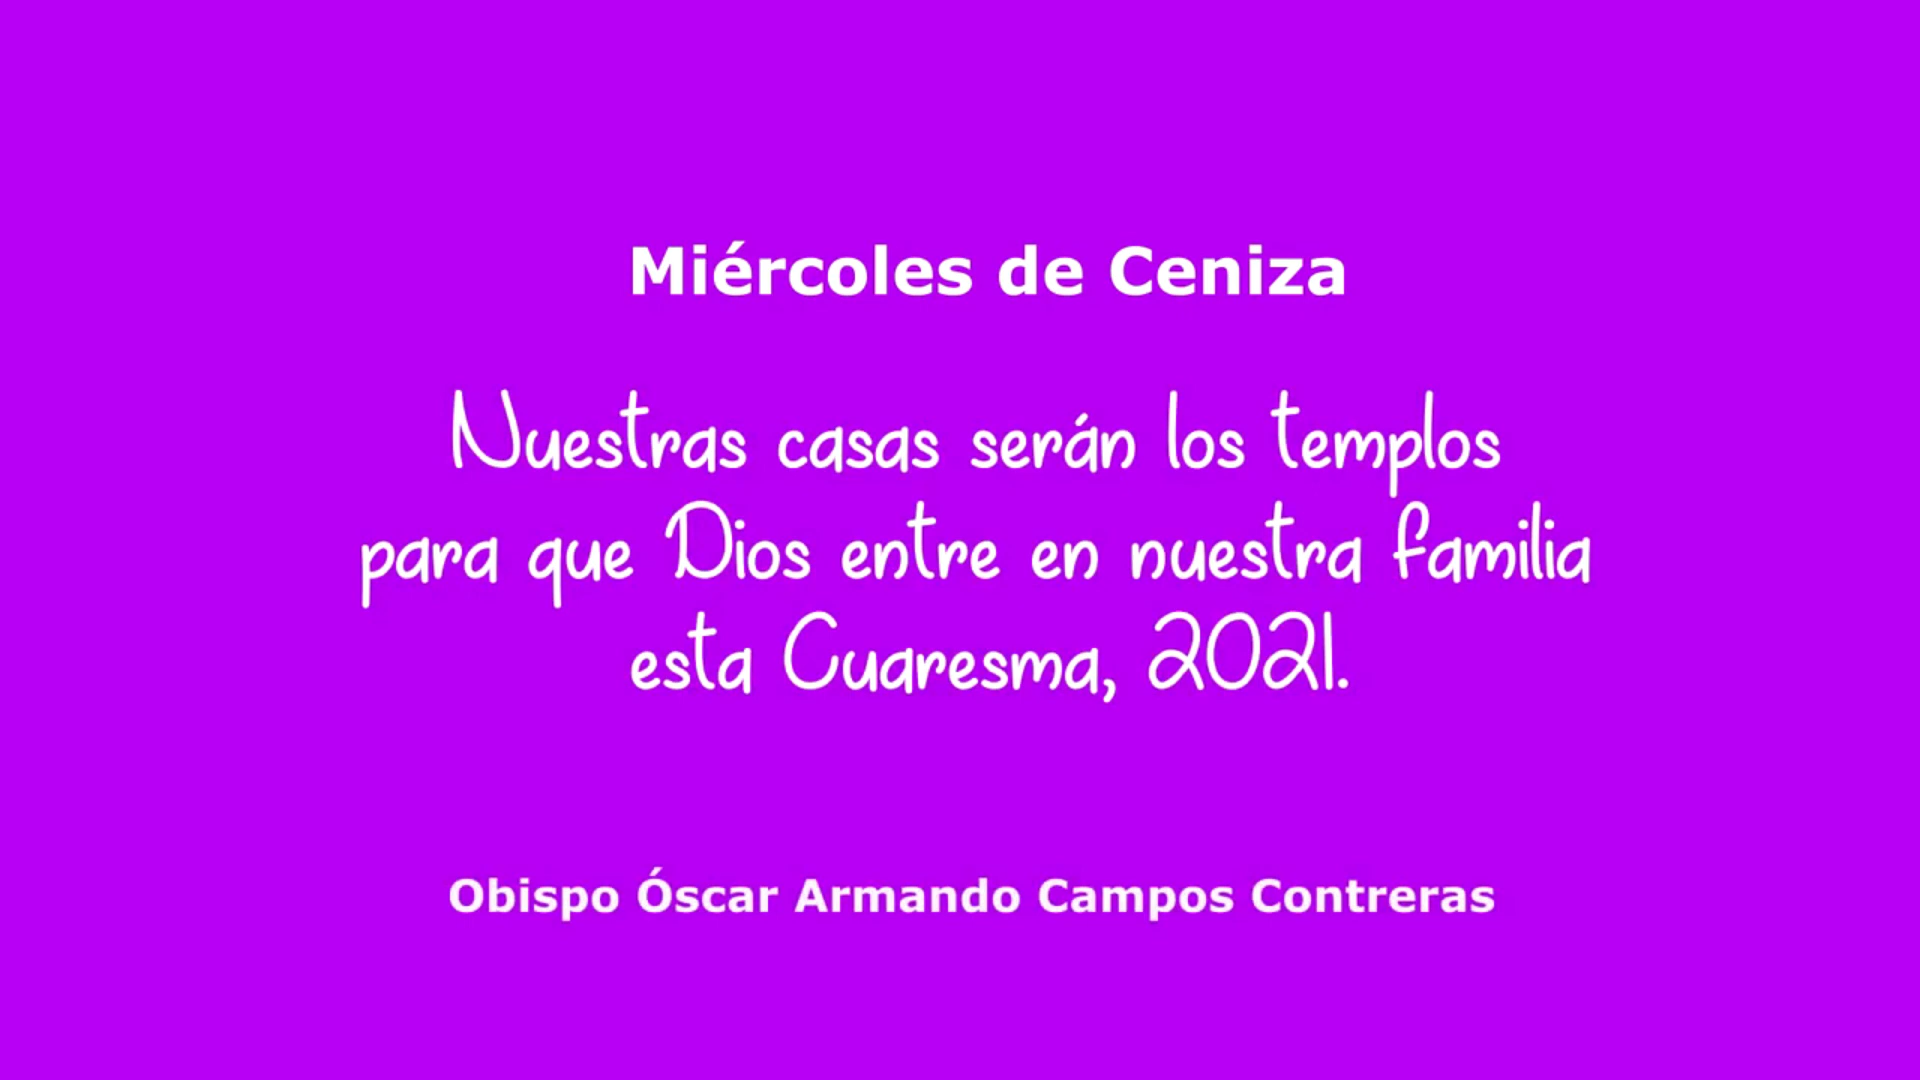 Miércoles de Ceniza
Nuestras casas serán los templos
para que Dios entre en nuestra familia
esta Cuaresma, 2021.
Obispo Óscar Armando Campos Contreras